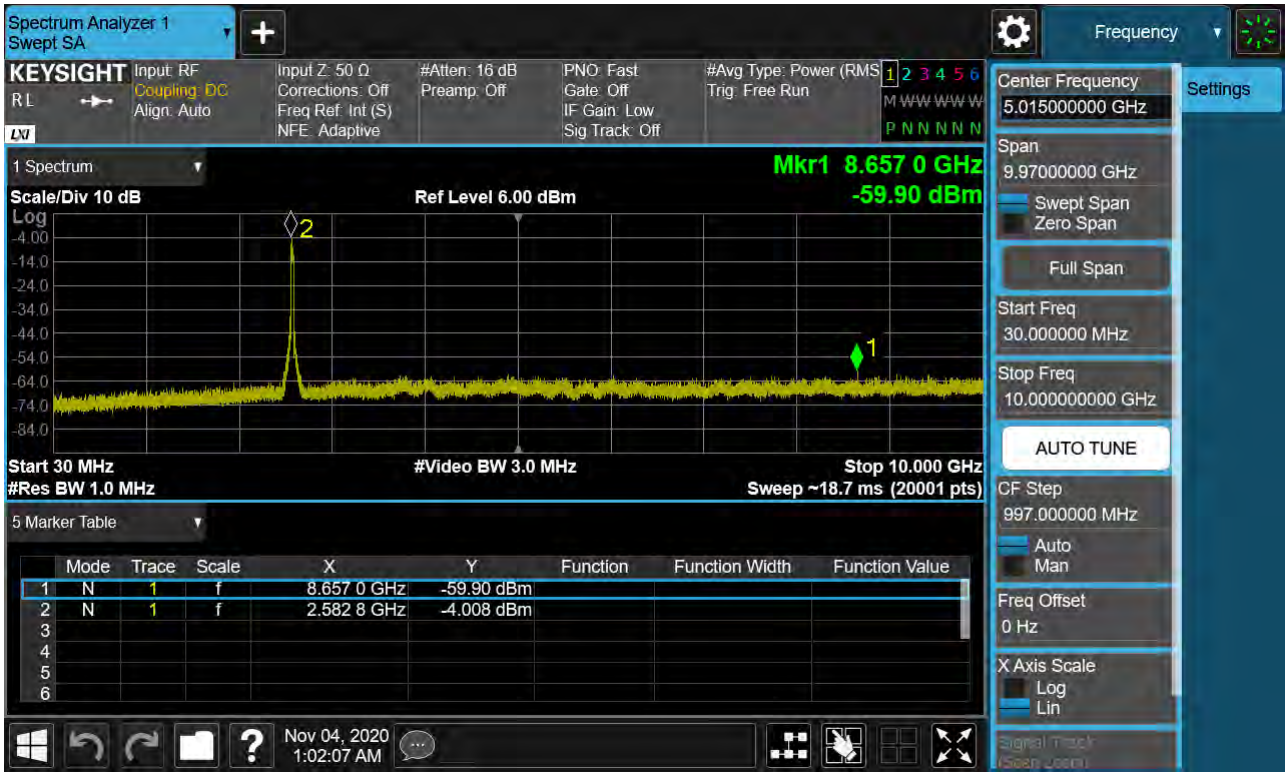 Spectrum Analyzer 1
Swept SA
+
Frequency
KEYSIGHT
RL
LXI
Input: RF
Coupling: DC
Align: Auto
Input Z: 50 Ω
Corrections: Off
Freq Ref: Int (S)
NFE: Adaptive
#Atten: 16 dB
Preamp: Off
PNO: Fast
Gate: Off
IF Gain: Low
Sig Track: Off
#Avg Type: Power (RMS
Trig: Free Run
1 2 3 4 5 6
M W W W W W
P N N N N N
1 Spectrum
Mkr1 8.657 0 GHz
-59.90 dBm
Scale/Div 10 dB
Ref Level 6.00 dBm
Log
-4.00
-14.0
-24.0
-34.0
-44.0
-54.0
-64.0
-74.0
-84.0
2
1
Start 30 MHz
#Video BW 3.0 MHz
Stop 10.000 GHz
#Res BW 1.0 MHz
Sweep ~18.7 ms (20001 pts)
5 Marker Table
Mode Trace Scale X Y Function Function Width Function Value
1 N 1 f 8.657 0 GHz -59.90 dBm
2 N 1 f 2.582 8 GHz -4.008 dBm
3
4
5
6
?
Nov 04, 2020
1:02:07 AM
Center Frequency
5.015000000 GHz
Span
9.97000000 GHz
Swept Span
Zero Span
Full Span
Start Freq
30.000000 MHz
Stop Freq
10.000000000 GHz
AUTO TUNE
CF Step
997.000000 MHz
Auto
Man
Freq Offset
0 Hz
X Axis Scale
Log
Lin
Signal Track
(Span Zoom)
Settings